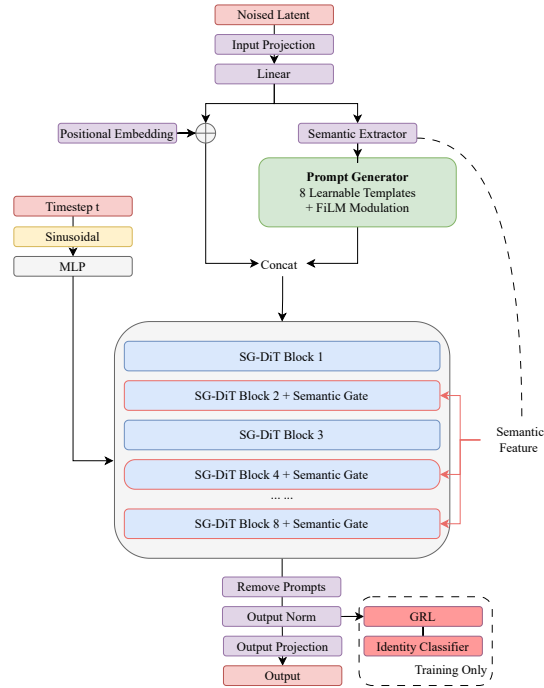 Noised Latent
Input Projection
Linear
Positional Embedding
Semantic Extractor
Prompt Generator
8 Learnable Templates
+ FiLM Modulation
Timestep t
Sinusoidal
MLP
Concat
SG-DiT Block 1
SG-DiT Block 2 + Semantic Gate
SG-DiT Block 3
SG-DiT Block 4 + Semantic Gate
... ...
SG-DiT Block 8 + Semantic Gate
Semantic
Feature
Remove Prompts
Output Norm
GRL
Output Projection
Identity Classifier
Output
Training Only